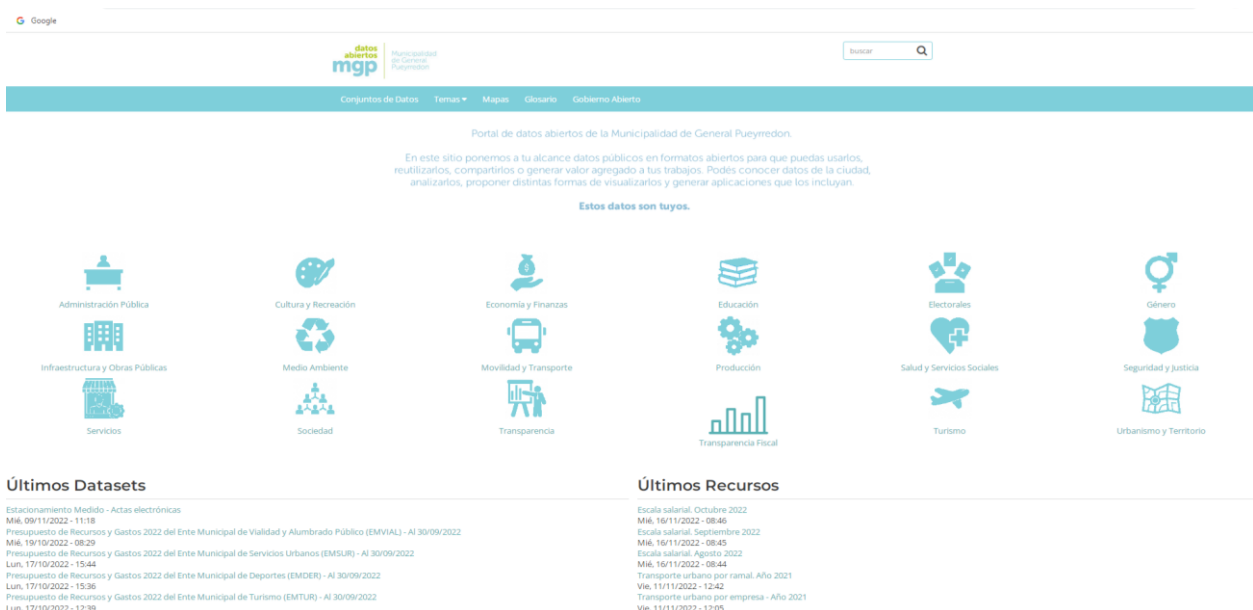 Google
datos
abiertos
mgp
Municipalidad
de General
Pueyrredon
buscar
Conjuntos de Datos Temas Mapas Glosario Gobierno Abierto
Portal de datos abiertos de la Municipalidad de General Pueyrredon.
En este sitio ponemos a tu alcance datos públicos en formatos abiertos para que puedas usarlos,
reutilizarlos, compartirlos o generar valor agregado a tus trabajos. Podés conocer datos de la ciudad,
analizarlos, proponer distintas formas de visualizarlos y generar aplicaciones que los incluyan.
Estos datos son tuyos.
Administración Pública Cultura y Recreación Economía y Finanzas Educación Electorales Género
Infraestructura y Obras Públicas Medio Ambiente Movilidad y Transporte Producción Salud y Servicios Sociales Seguridad y Justicia
Servicios Sociedad Transparencia Transparencia Fiscal Turismo Urbanismo y Territorio
Últimos Datasets
Estacionamiento Medido - Actas electrónicas
Mié, 09/11/2022 - 11:18
Presupuesto de Recursos y Gastos 2022 del Ente Municipal de Vialidad y Alumbrado Público (EMVIAL) - Al 30/09/2022
Mié, 19/10/2022 - 08:29
Presupuesto de Recursos y Gastos 2022 del Ente Municipal de Servicios Urbanos (EMSUR) - Al 30/09/2022
Lun, 17/10/2022 - 15:44
Presupuesto de Recursos y Gastos 2022 del Ente Municipal de Deportes (EMDER) - Al 30/09/2022
Lun, 17/10/2022 - 15:36
Presupuesto de Recursos y Gastos 2022 del Ente Municipal de Turismo (EMTUR) - Al 30/09/2022
Lun, 17/10/2022 - 12:39
Últimos Recursos
Escala salarial. Octubre 2022
Mié, 16/11/2022 - 08:46
Escala salarial. Septiembre 2022
Mié, 16/11/2022 - 08:45
Escala salarial. Agosto 2022
Mié, 16/11/2022 - 08:44
Transporte urbano por ramal. Año 2021
Vie, 11/11/2022 - 12:42
Transporte urbano por empresa - Año 2021
Vie, 11/11/2022 - 12:05